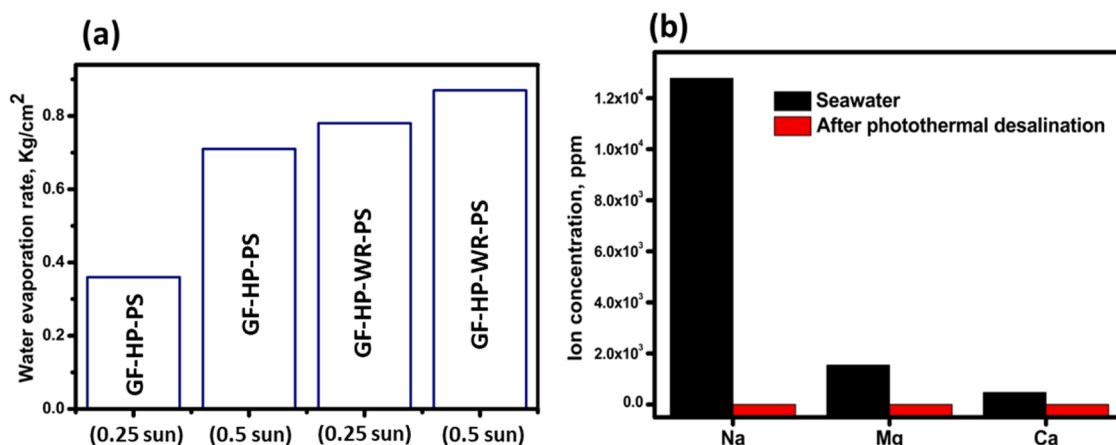 (a)
Water evaporation rate, Kg/cm²
0.8
0.6
0.4
0.2
0.0
GF-HP-PS
GF-HP-PS
GF-HP-WR-PS
GF-HP-WR-PS
(0.25 sun)
(0.5 sun)
(0.25 sun)
(0.5 sun)
(b)
Ion concentration, ppm
1.2x10⁴
1.0x10⁴
8.0x10³
6.0x10³
4.0x10³
2.0x10³
0.0
Seawater
After photothermal desalination
Na
Mg
Ca